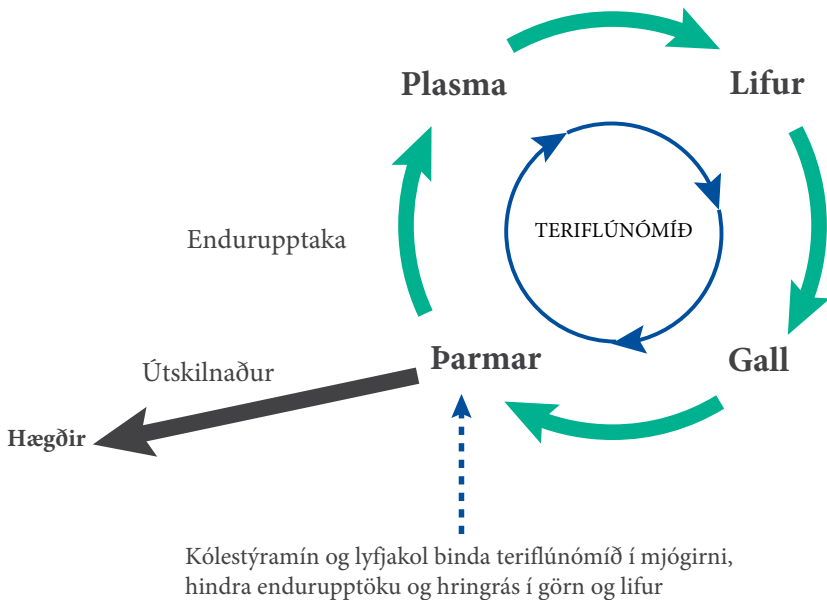 Plasma
Lifur
TERIFLÚNÓMÍÐ
Endurupptaka
Þarmar
Gall
Útskilnaður
Hægðir
Kólestýramín og lyfjakol binda teriflúnómíð í mjógirni,
hindra endurupptöku og hringrás í görn og lifur